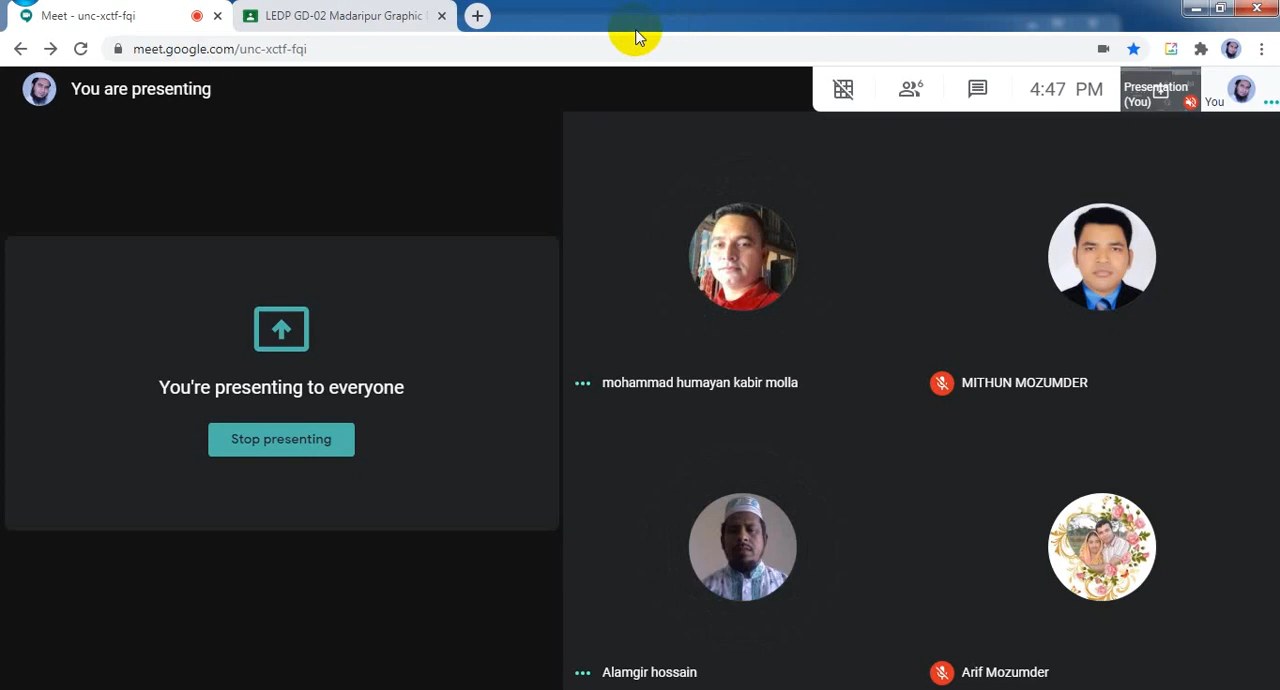 Meet - unc-xctf-fqi
LEDP GD-02 Madaripur Graphic
meet.google.com/unc-xctf-fqi
You are presenting
6
4:47 PM
Presentation
(You)
You
You're presenting to everyone
Stop presenting
mohammad humayan kabir molla
MITHUN MOZUMDER
Alamgir hossain
Arif Mozumder